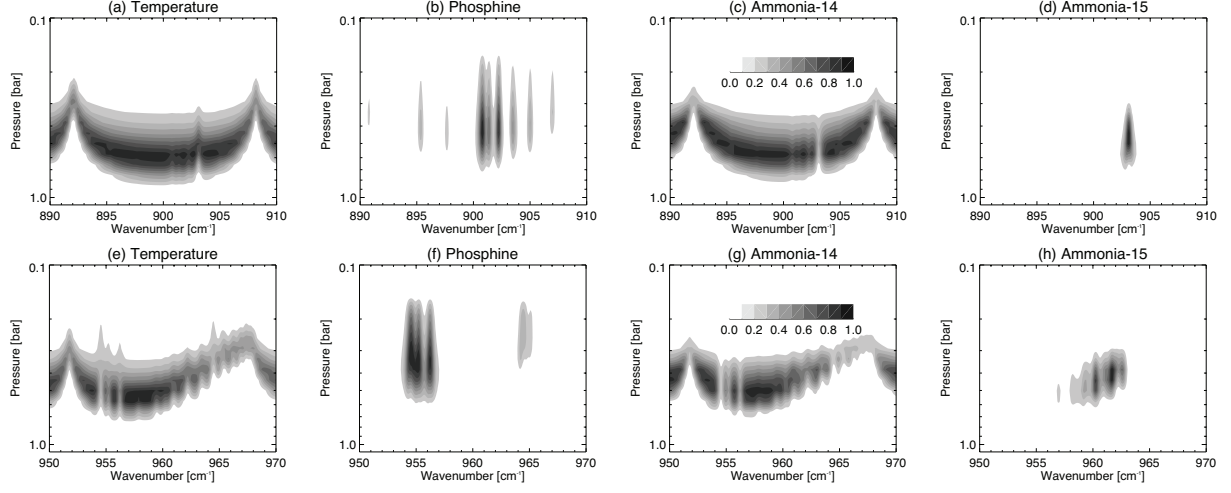 (a) Temperature
(b) Phosphine
(c) Ammonia-14
(d) Ammonia-15
0.1
0.1
0.1
0.1
Pressure [bar]
Pressure [bar]
Pressure [bar]
Pressure [bar]
0.0 0.2 0.4 0.6 0.8 1.0
1.0
1.0
1.0
1.0
890 895 900 905 910
890 895 900 905 910
890 895 900 905 910
890 895 900 905 910
Wavenumber [cm⁻¹]
Wavenumber [cm⁻¹]
Wavenumber [cm⁻¹]
Wavenumber [cm⁻¹]
(e) Temperature
(f) Phosphine
(g) Ammonia-14
(h) Ammonia-15
0.1
0.1
0.1
0.1
Pressure [bar]
Pressure [bar]
Pressure [bar]
Pressure [bar]
0.0 0.2 0.4 0.6 0.8 1.0
1.0
1.0
1.0
1.0
950 955 960 965 970
950 955 960 965 970
950 955 960 965 970
950 955 960 965 970
Wavenumber [cm⁻¹]
Wavenumber [cm⁻¹]
Wavenumber [cm⁻¹]
Wavenumber [cm⁻¹]